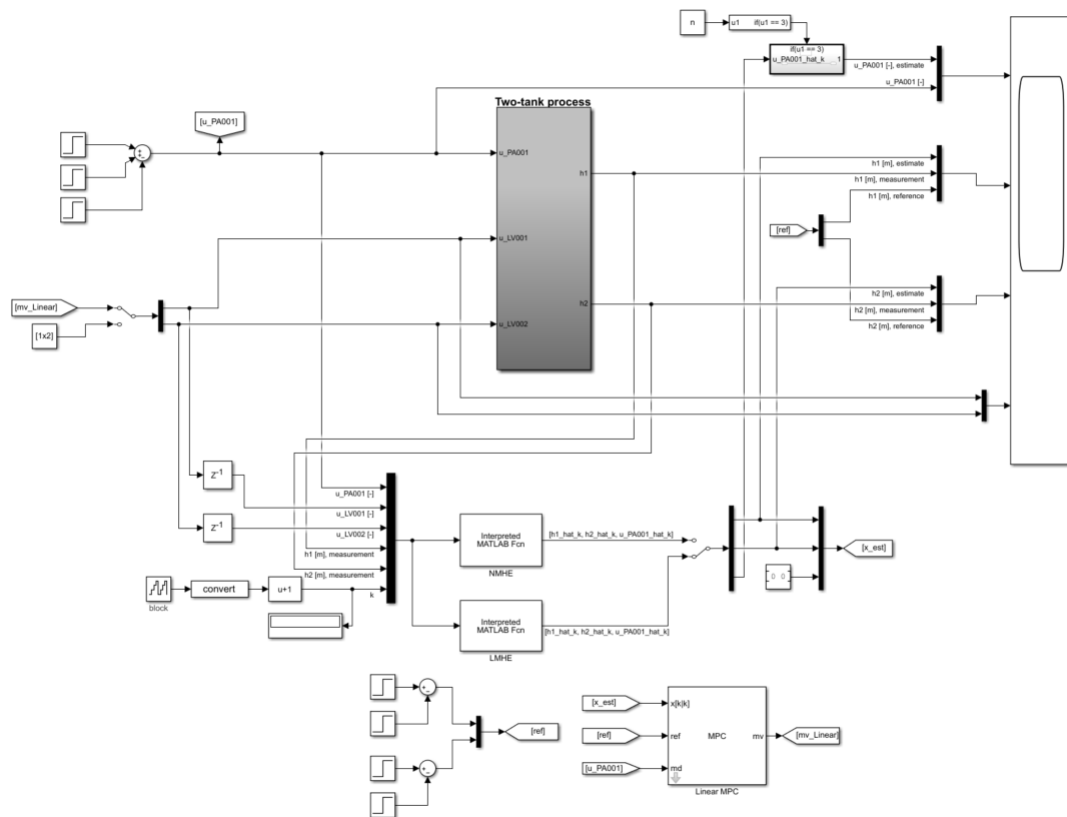 n
u1 if(u1 == 3)
if(u1 == 3)
u_PA001_hat_k
1
u_PA001 [-], estimate
u_PA001 [-]
Two-tank process
[u_PA001]
u_PA001
h1
h1 [m], estimate
h1 [m], measurement
h1 [m], reference
[ref]
u_LV001
[mv_Linear]
[1x2]
h2
u_LV002
h2 [m], estimate
h2 [m], measurement
h2 [m], reference
Z-1
u_PA001 [-]
u_LV001 [-]
Z-1
u_LV002 [-]
h1 [m], measurement
h2 [m], measurement
k
Interpreted
MATLAB Fcn
NMHE
[h1_hat_k, h2_hat_k, u_PA001_hat_k]
[x_est]
0 0
block
convert
u+1
Interpreted
MATLAB Fcn
LMHE
[h1_hat_k, h2_hat_k, u_PA001_hat_k]
[ref]
[x_est]
[ref]
[u_PA001]
x[k|k]
ref
md
MPC
mv
Linear MPC
[mv_Linear]